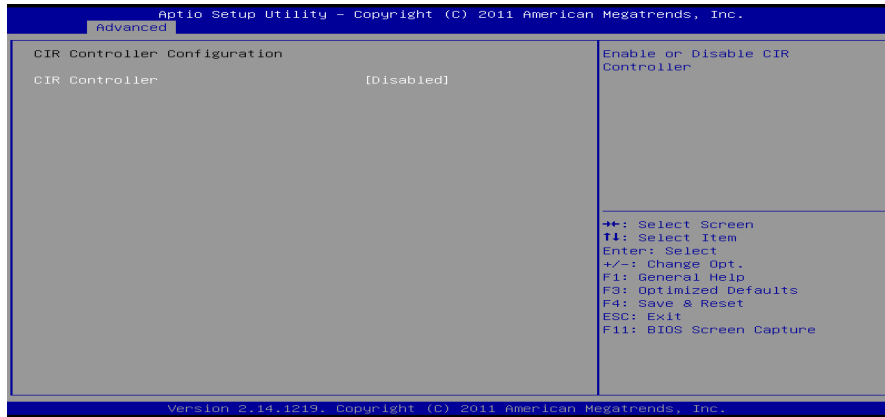 Aptio Setup Utility – Copyright (C) 2011 American Megatrends, Inc.
Advanced
CIR Controller Configuration
CIR Controller [Disabled]
Enable or Disable CIR
Controller
→←: Select Screen
↑↓: Select Item
Enter: Select
+/-: Change Opt.
F1: General Help
F3: Optimized Defaults
F4: Save & Reset
ESC: Exit
F11: BIOS Screen Capture
Version 2.14.1219. Copyright (C) 2011 American Megatrends, Inc.